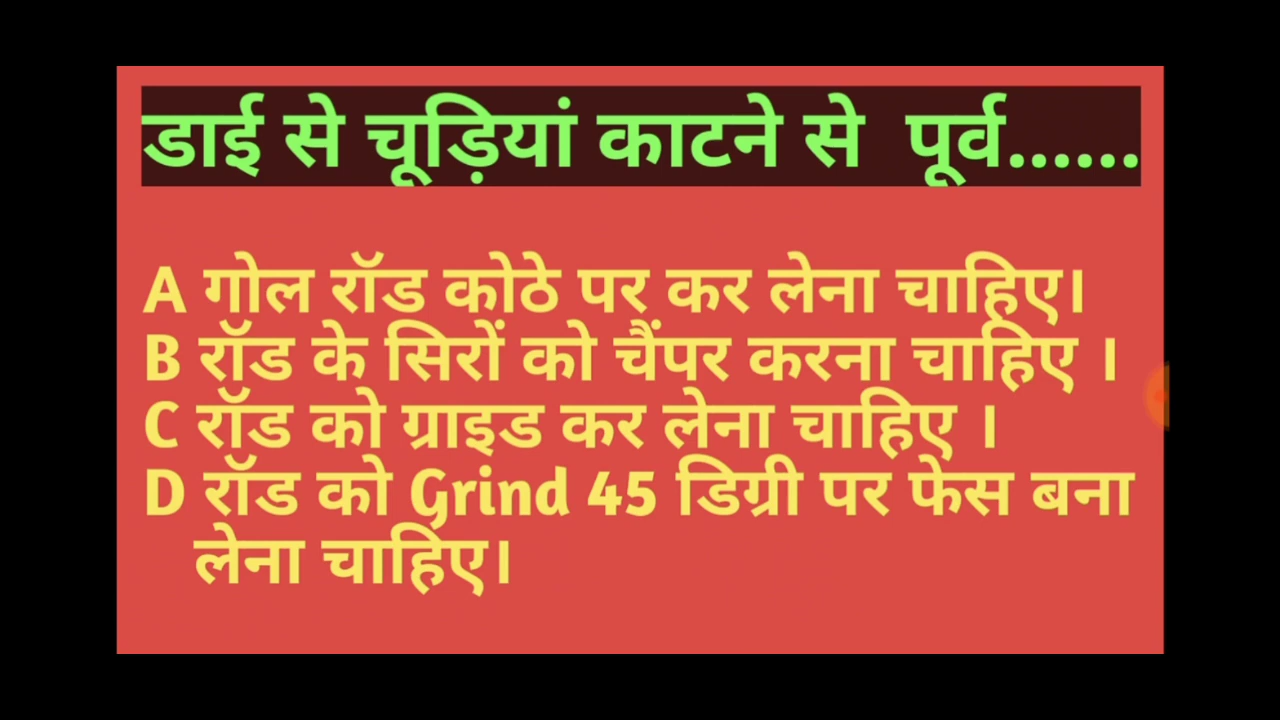 डाई से चूड़ियां काटने से पूर्व......
A गोल रॉड कोठे पर कर लेना चाहिए।
B रॉड के सिरों को चैंपर करना चाहिए ।
C रॉड को ग्राइड कर लेना चाहिए ।
D रॉड को Grind 45 डिग्री पर फेस बना
लेना चाहिए।